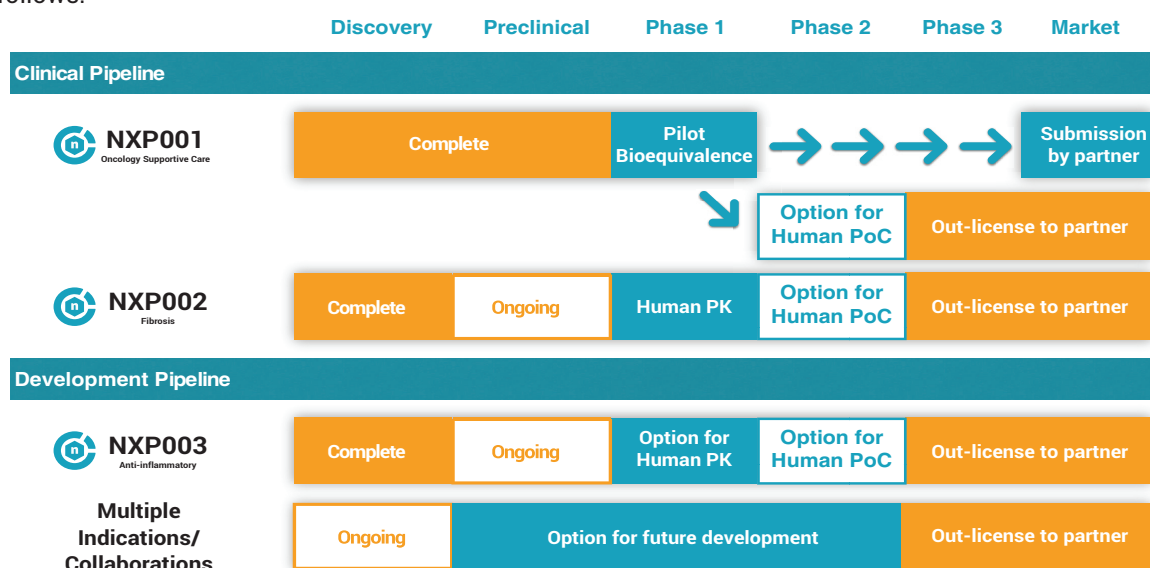 follows:
Discovery Preclinical Phase 1 Phase 2 Phase 3 Market
Clinical Pipeline
n NXP001
Oncology Supportive Care
Complete
Pilot
Bioequivalence
Submission
by partner
Option for
Human PoC
Out-license to partner
n NXP002
Fibrosis
Complete
Ongoing
Human PK
Option for
Human PoC
Out-license to partner
Development Pipeline
n NXP003
Anti-inflammatory
Complete
Ongoing
Option for
Human PK
Option for
Human PoC
Out-license to partner
Multiple
Indications/
Collaborations
Ongoing
Option for future development
Out-license to partner